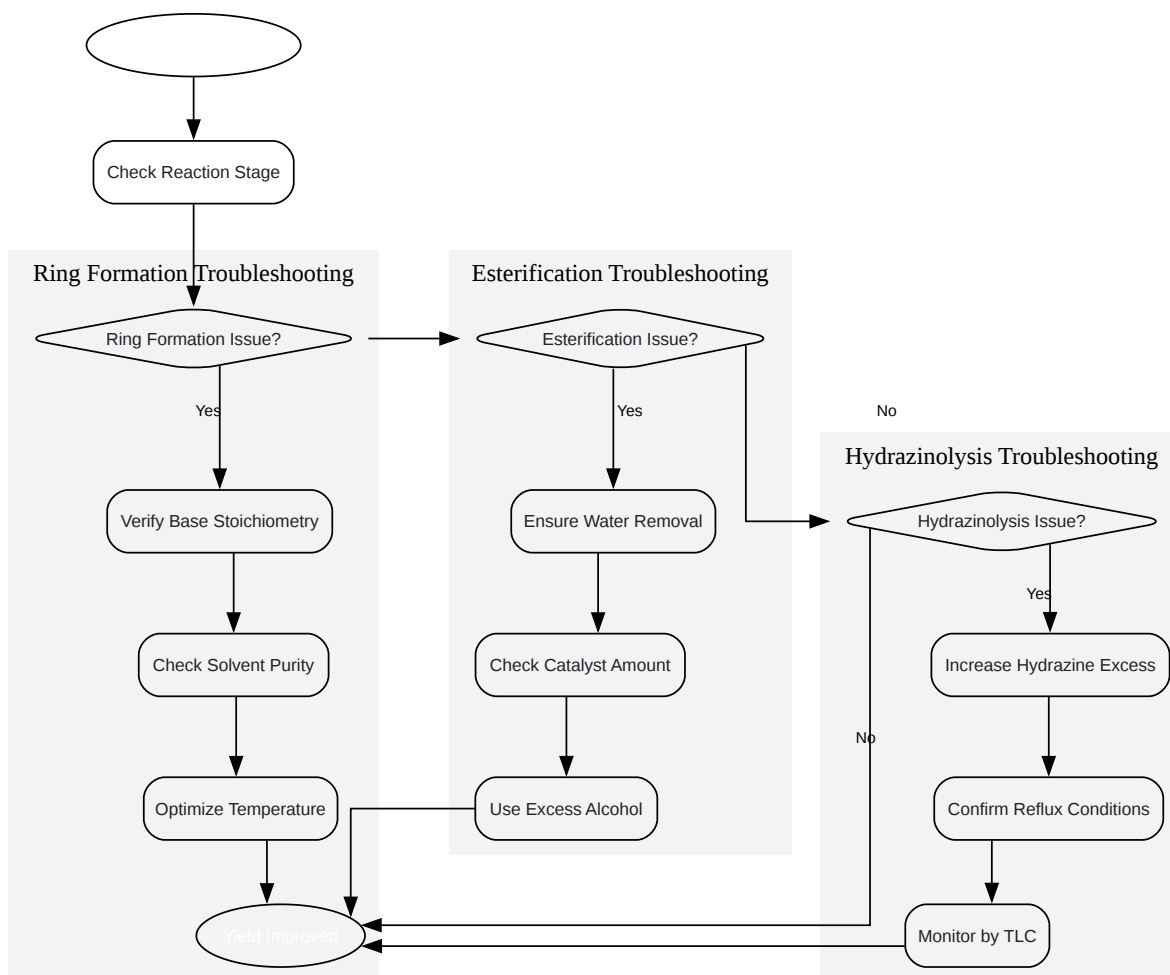 Check Reaction Stage
Ring Formation Troubleshooting
Ring Formation Issue?
Yes
Verify Base Stoichiometry
Check Solvent Purity
Optimize Temperature
Yield Improved
Esterification Troubleshooting
Esterification Issue?
Yes
No
Ensure Water Removal
Check Catalyst Amount
Use Excess Alcohol
Hydrazinolysis Troubleshooting
Hydrazinolysis Issue?
Yes
No
Increase Hydrazine Excess
Confirm Reflux Conditions
Monitor by TLC